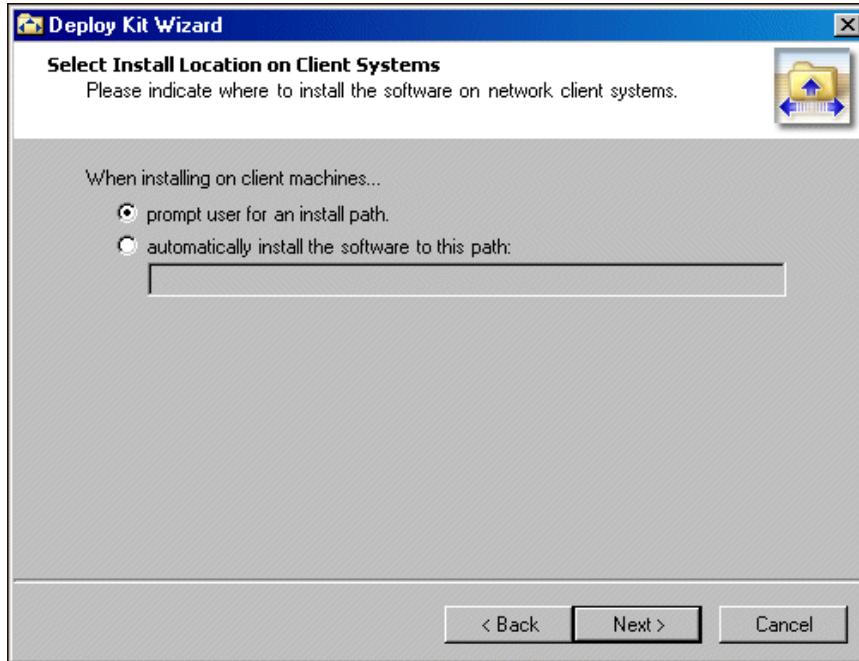 Deploy Kit Wizard
Select Install Location on Client Systems
Please indicate where to install the software on network client systems.
When installing on client machines...
prompt user for an install path.
automatically install the software to this path:
< Back
Next >
Cancel